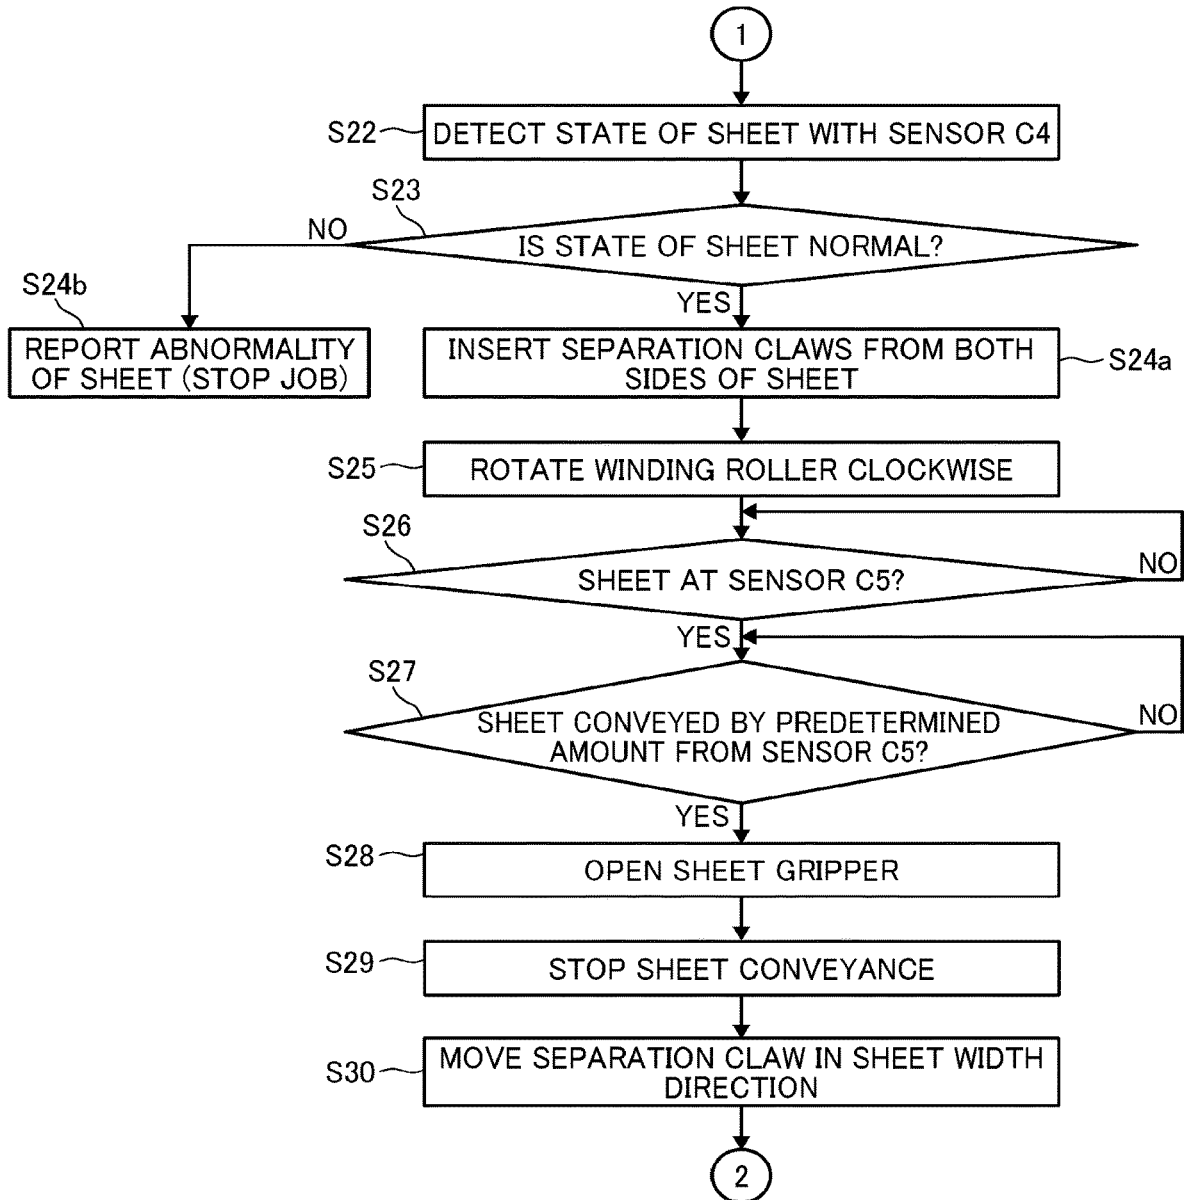 1
S22
DETECT STATE OF SHEET WITH SENSOR C4
S23
NO
IS STATE OF SHEET NORMAL?
S24b
YES
REPORT ABNORMALITY
OF SHEET (STOP JOB)
INSERT SEPARATION CLAWS FROM BOTH
SIDES OF SHEET
S24a
S25
ROTATE WINDING ROLLER CLOCKWISE
S26
SHEET AT SENSOR C5?
NO
YES
S27
SHEET CONVEYED BY PREDETERMINED
AMOUNT FROM SENSOR C5?
NO
YES
S28
OPEN SHEET GRIPPER
S29
STOP SHEET CONVEYANCE
S30
MOVE SEPARATION CLAW IN SHEET WIDTH
DIRECTION
2